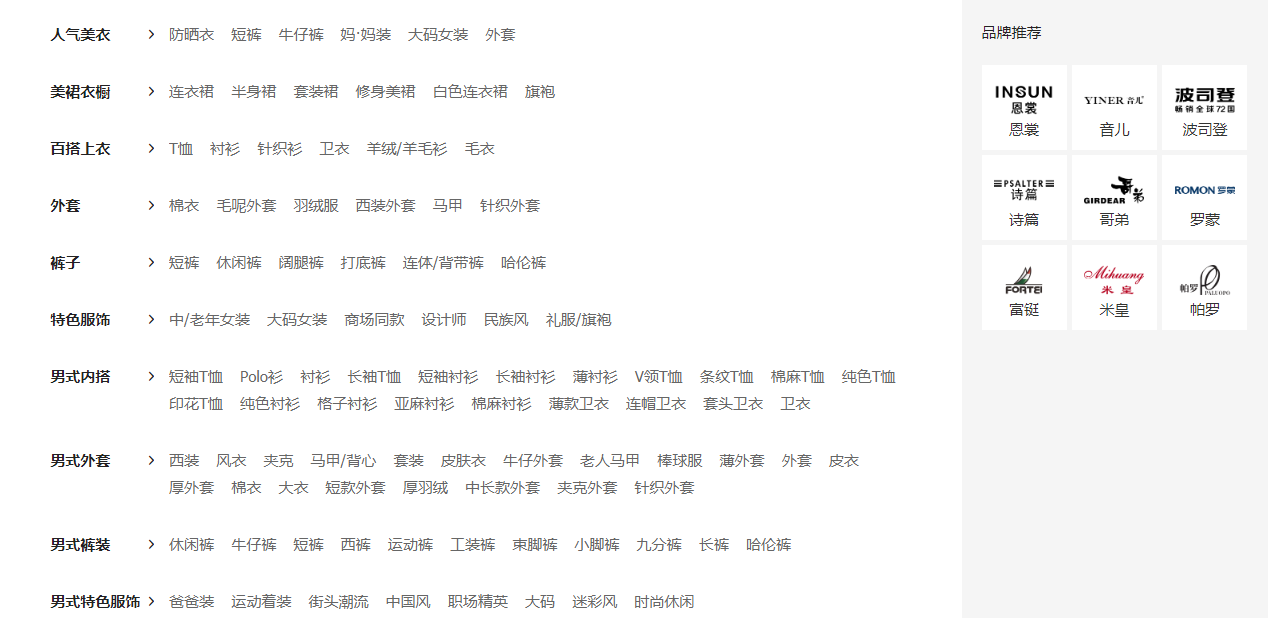 人气美衣 > 防晒衣 短裤 牛仔裤 妈·妈装 大码女装 外套
美裙衣橱 > 连衣裙 半身裙 套装裙 修身美裙 白色连衣裙 旗袍
百搭上衣 > T恤 衬衫 针织衫 卫衣 羊绒/羊毛衫 毛衣
外套 > 棉衣 毛呢外套 羽绒服 西装外套 马甲 针织外套
裤子 > 短裤 休闲裤 阔腿裤 打底裤 连体/背带裤 哈伦裤
特色服饰 > 中/老年女装 大码女装 商场同款 设计师 民族风 礼服/旗袍
男式内搭 > 短袖T恤 Polo衫 衬衫 长袖T恤 短袖衬衫 长袖衬衫 薄衬衫 V领T恤 条纹T恤 棉麻T恤 纯色T恤
印花T恤 纯色衬衫 格子衬衫 亚麻衬衫 棉麻衬衫 薄款卫衣 连帽卫衣 套头卫衣 卫衣
男式外套 > 西装 风衣 夹克 马甲/背心 套装 皮肤衣 牛仔外套 老人马甲 棒球服 薄外套 外套 皮衣
厚外套 棉衣 大衣 短款外套 厚羽绒 中长款外套 夹克外套 针织外套
男式裤装 > 休闲裤 牛仔裤 短裤 西裤 运动裤 工装裤 束脚裤 小脚裤 九分裤 长裤 哈伦裤
男式特色服饰 > 爸爸装 运动着装 街头潮流 中国风 职场精英 大码 迷彩风 时尚休闲
品牌推荐
INSUN
恩裳
恩裳
YINER 音儿
音儿
波司登
畅销全球72国
波司登
PSALTER
诗篇
诗篇
哥弟
GIRDEAR
哥弟
ROMON 罗蒙
罗蒙
FORTEI
富铤
Mihuang
米皇
米皇
帕罗
PALUOPO
帕罗